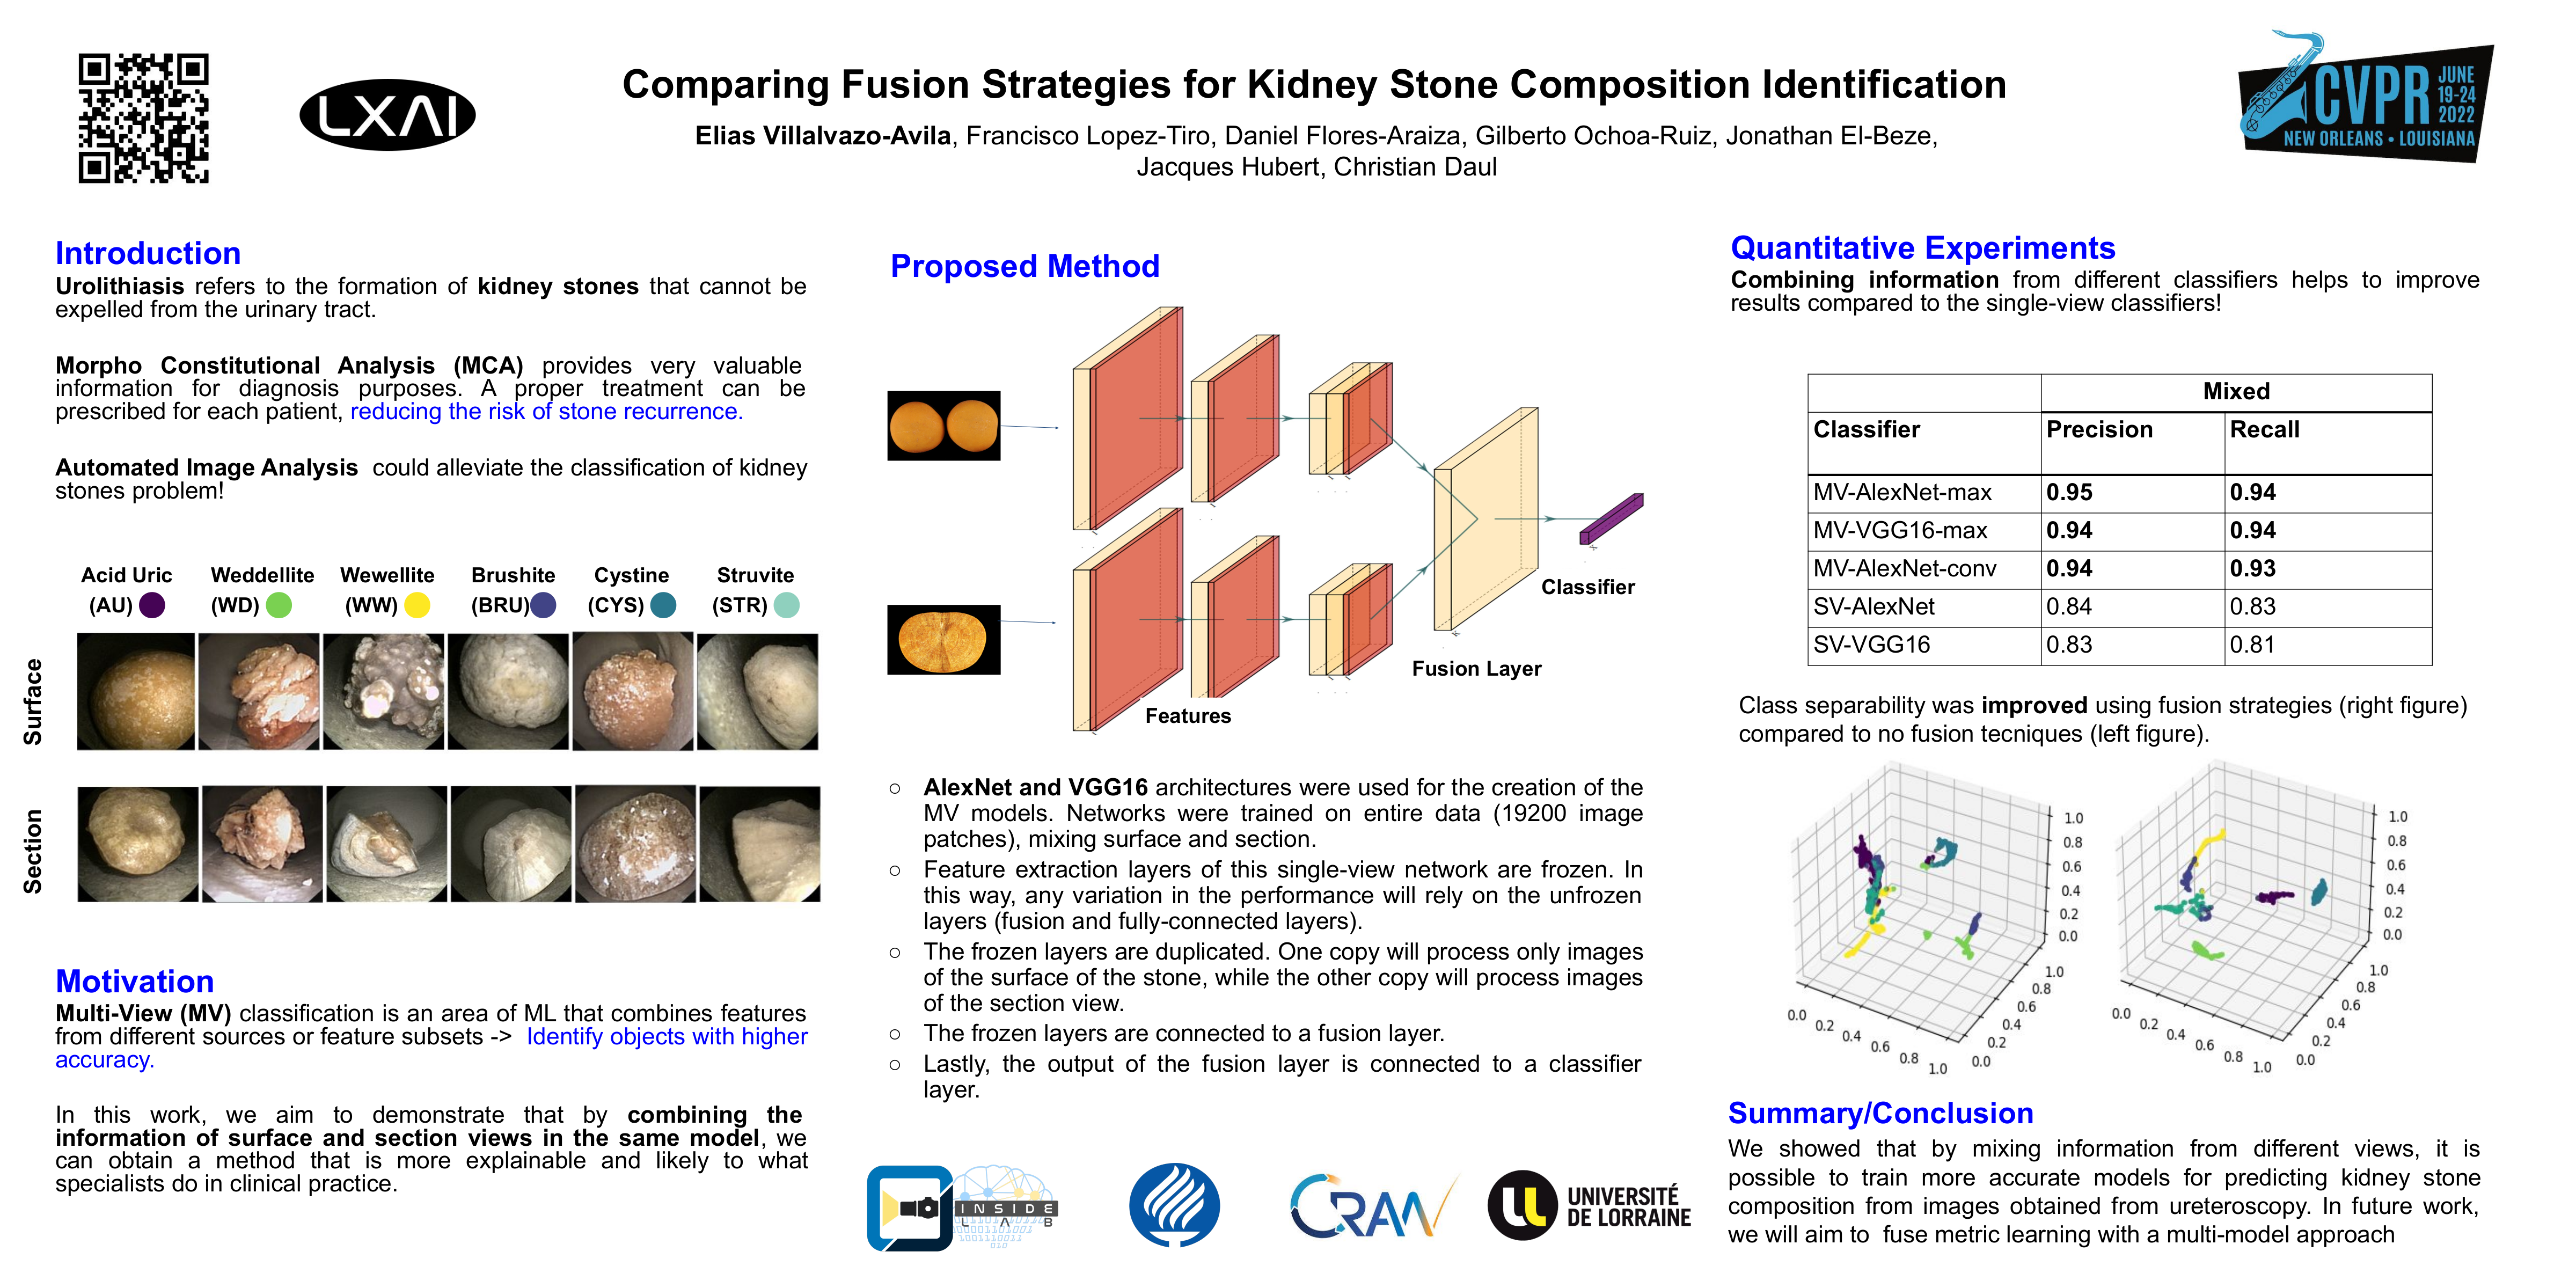 LXAI
Comparing Fusion Strategies for Kidney Stone Composition Identification
Elias Villalvazo-Avila, Francisco Lopez-Tiro, Daniel Flores-Araiza, Gilberto Ochoa-Ruiz, Jonathan El-Beze,
Jacques Hubert, Christian Daul
CVPR JUNE
19-24
2022
NEW ORLEANS • LOUISIANA
Introduction
Urolithiasis refers to the formation of kidney stones that cannot be
expelled from the urinary tract.
Morpho Constitutional Analysis (MCA) provides very valuable
information for diagnosis purposes. A proper treatment can be
prescribed for each patient, reducing the risk of stone recurrence.
Automated Image Analysis could alleviate the classification of kidney
stones problem!
Acid Uric Weddellite Wewellite Brushite Cystine Struvite
(AU) (WD) (WW) (BRU) (CYS) (STR)
Surface
Section
Motivation
Multi-View (MV) classification is an area of ML that combines features
from different sources or feature subsets -> Identify objects with higher
accuracy.
In this work, we aim to demonstrate that by combining the
information of surface and section views in the same model, we
can obtain a method that is more explainable and likely to what
specialists do in clinical practice.
Proposed Method
Classifier
Fusion Layer
Features
○ AlexNet and VGG16 architectures were used for the creation of the
MV models. Networks were trained on entire data (19200 image
patches), mixing surface and section.
○ Feature extraction layers of this single-view network are frozen. In
this way, any variation in the performance will rely on the unfrozen
layers (fusion and fully-connected layers).
○ The frozen layers are duplicated. One copy will process only images
of the surface of the stone, while the other copy will process images
of the section view.
○ The frozen layers are connected to a fusion layer.
○ Lastly, the output of the fusion layer is connected to a classifier
layer.
INSIDE
LAB
CRAN
UNIVERSITÉ
DE LORRAINE
Quantitative Experiments
Combining information from different classifiers helps to improve
results compared to the single-view classifiers!
Mixed
Classifier Precision Recall
MV-AlexNet-max 0.95 0.94
MV-VGG16-max 0.94 0.94
MV-AlexNet-conv 0.94 0.93
SV-AlexNet 0.84 0.83
SV-VGG16 0.83 0.81
Class separability was improved using fusion strategies (right figure)
compared to no fusion tecniques (left figure).
1.0
0.8
0.6
0.4
0.2
0.0
1.0
0.8
0.6
0.4
0.2
0.0
0.0 0.2 0.4 0.6 0.8 1.0
1.0
0.8
0.6
0.4
0.2
0.0
1.0
0.8
0.6
0.4
0.2
0.0
0.0 0.2 0.4 0.6 0.8 1.0
Summary/Conclusion
We showed that by mixing information from different views, it is
possible to train more accurate models for predicting kidney stone
composition from images obtained from ureteroscopy. In future work,
we will aim to fuse metric learning with a multi-model approach